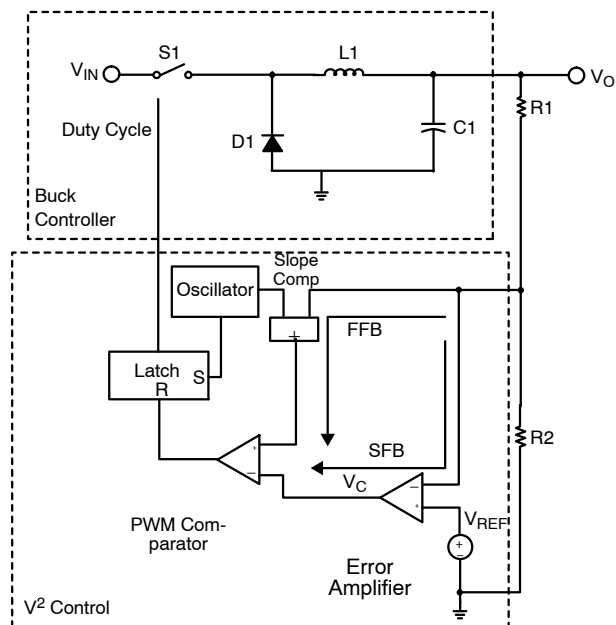 S1
L1
V_IN
V_O
R1
Duty Cycle
D1
C1
Buck
Controller
Slope
Comp
Oscillator
+
FFB
Latch
S
R
R2
SFB
+
−
V_C
−
+
V_REF
+
−
PWM Com-
parator
Error
Amplifier
V² Control